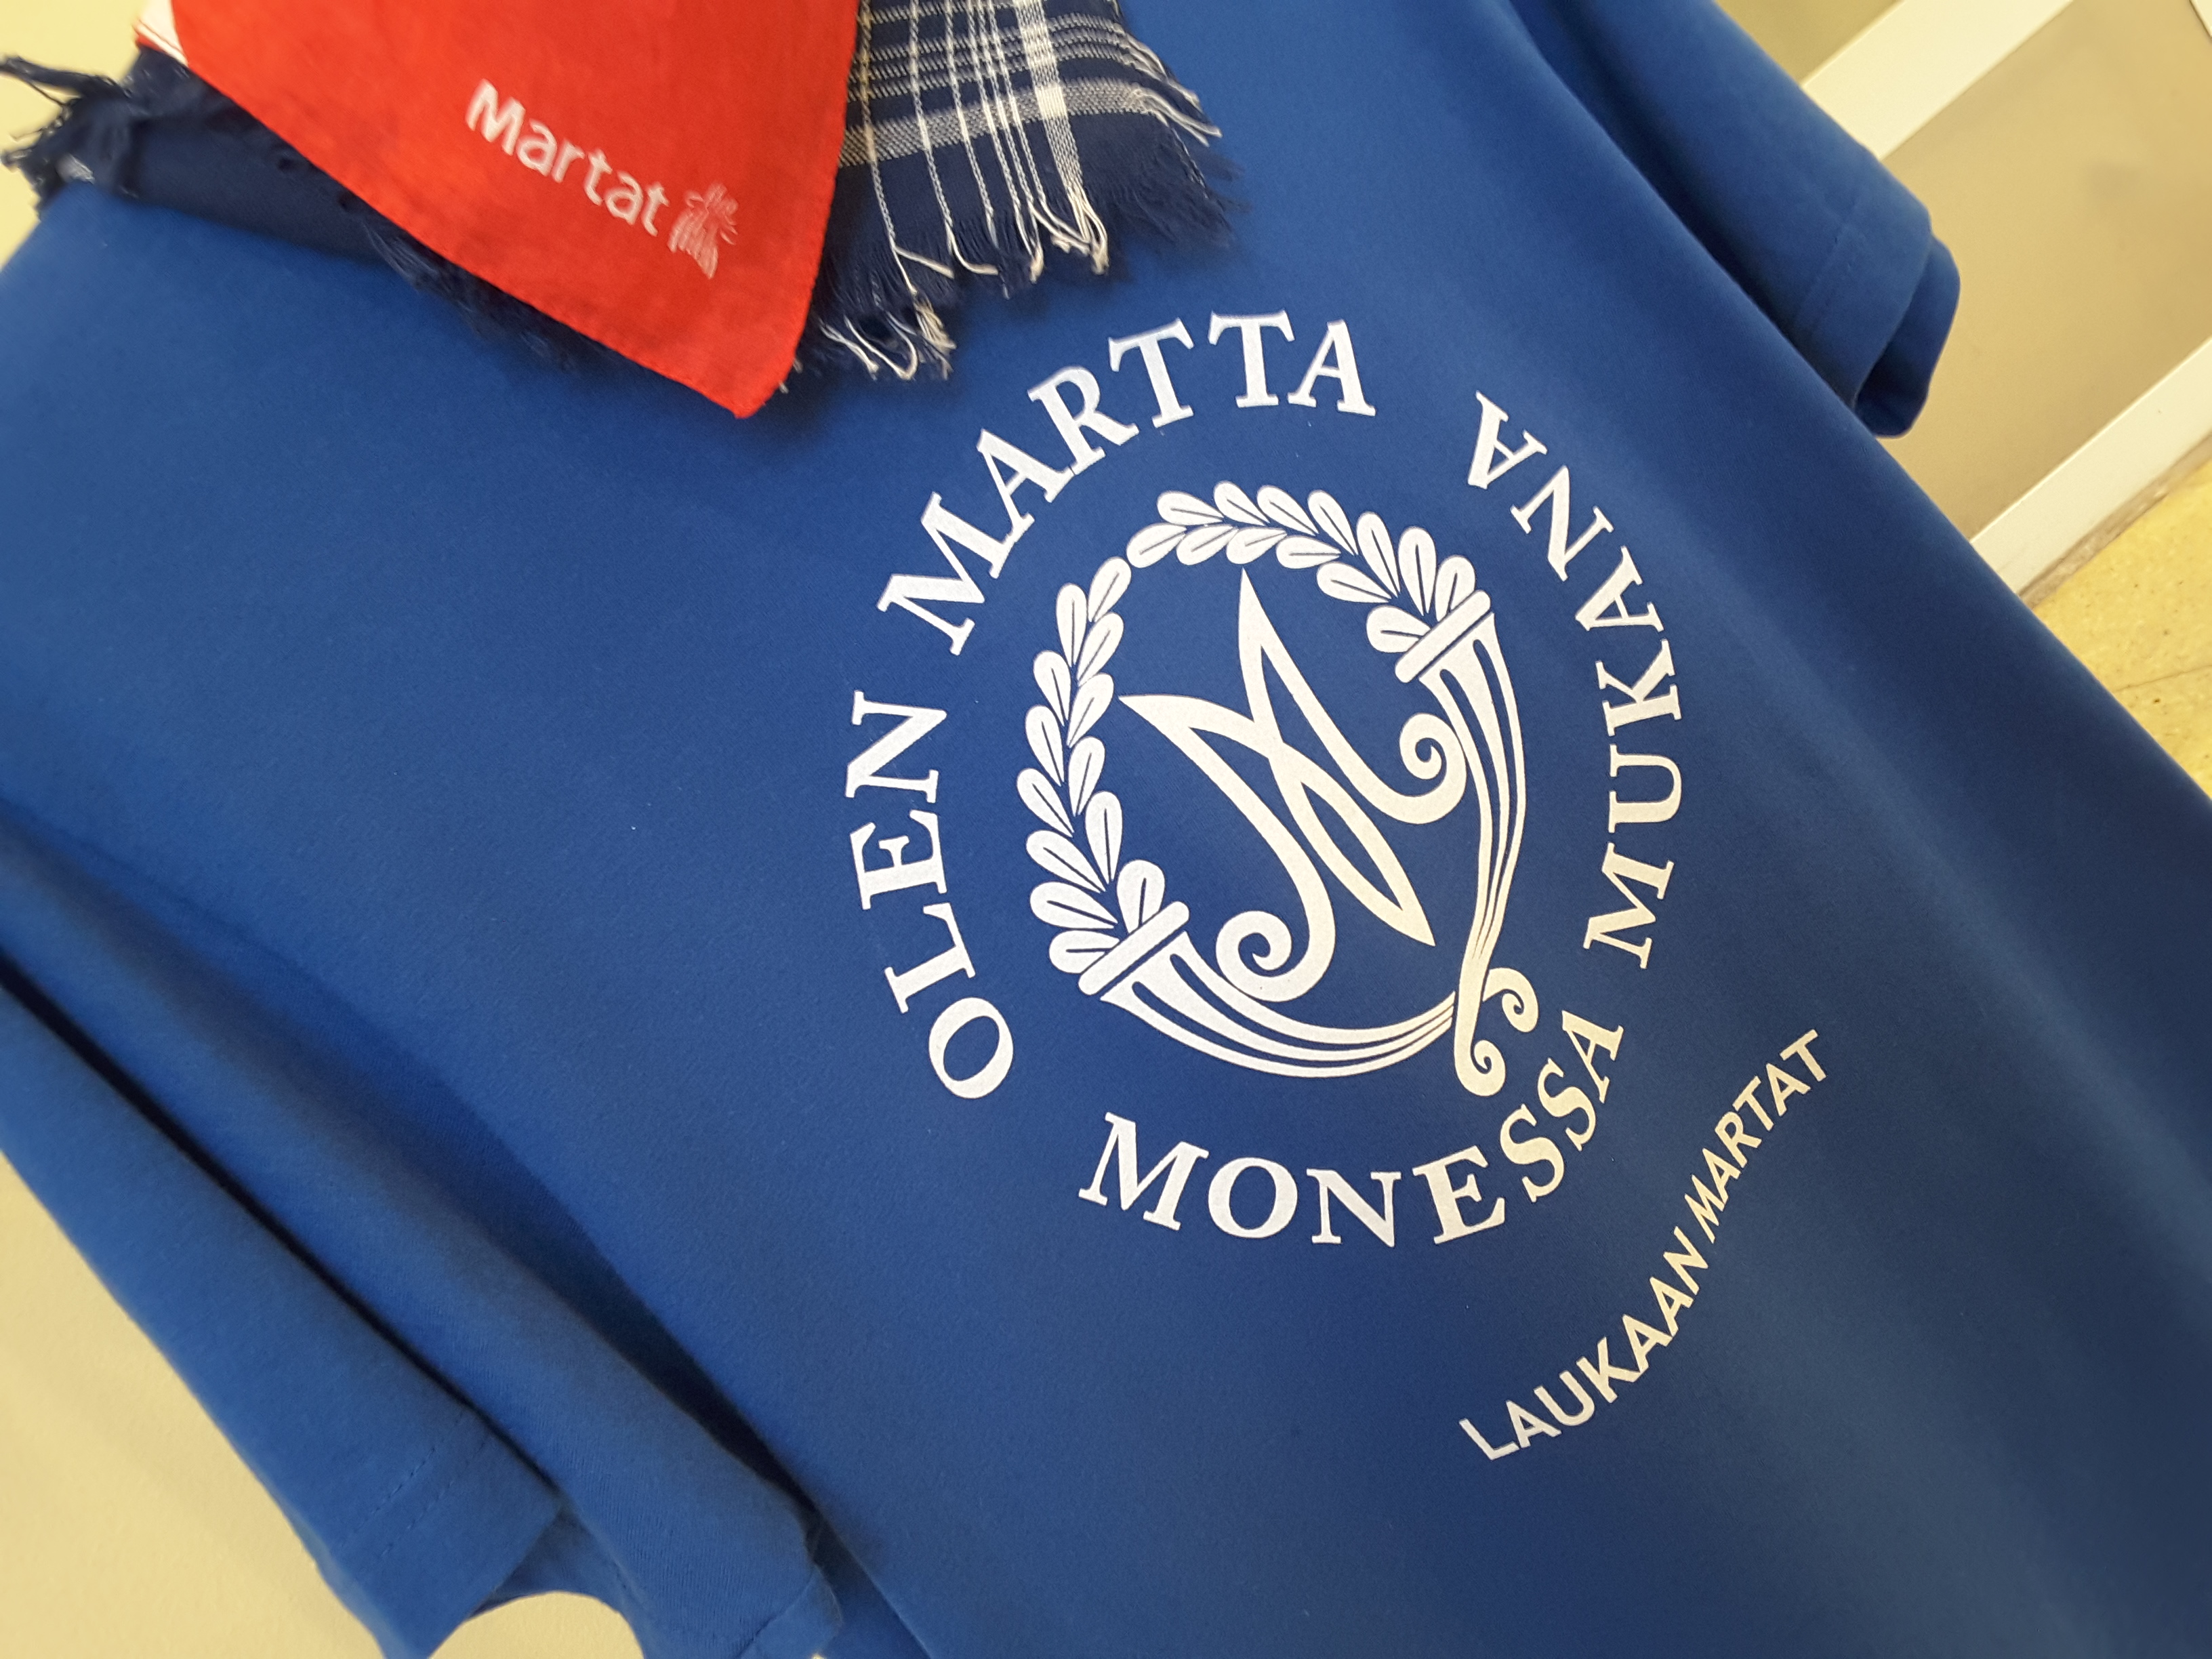 Martat
OLEN MARTTA
MONESSA MUKANA
M
LAUKAAN MARTAT